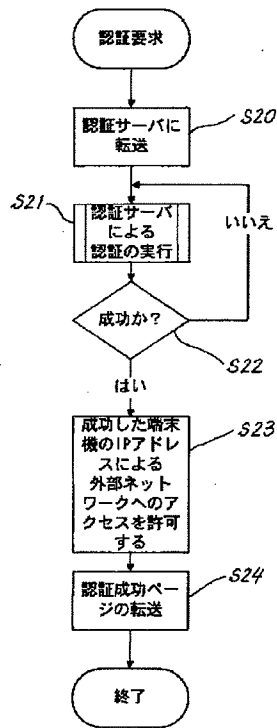 認証要求
S20
認証サーバに
転送
S21
認証サーバ
による
認証の実行
いいえ
成功か?
S22
はい
S23
成功した端末
機のIPアドレ
スによる
外部ネット
ワークへのア
クセスを許可
する
S24
認証成功ペー
ジの転送
終了